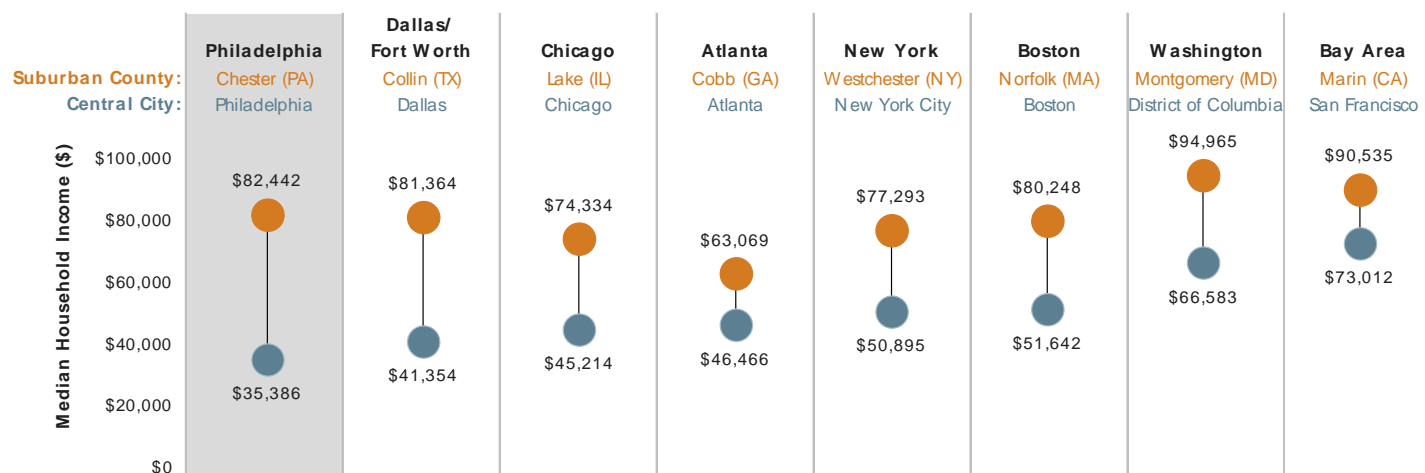 Philadelphia
Dallas/
Fort Worth
Chicago
Atlanta
New York
Boston
Washington
Bay Area
Suburban County: Chester (PA) Collin (TX) Lake (IL) Cobb (GA) Westchester (NY) Norfolk (MA) Montgomery (MD) Marin (CA)
Central City: Philadelphia Dallas Chicago Atlanta New York City Boston District of Columbia San Francisco
Median Household Income ($)
$100,000
$80,000
$60,000
$40,000
$20,000
$0
$82,442
$35,386
$81,364
$41,354
$74,334
$45,214
$63,069
$46,466
$77,293
$50,895
$80,248
$51,642
$94,965
$66,583
$90,535
$73,012